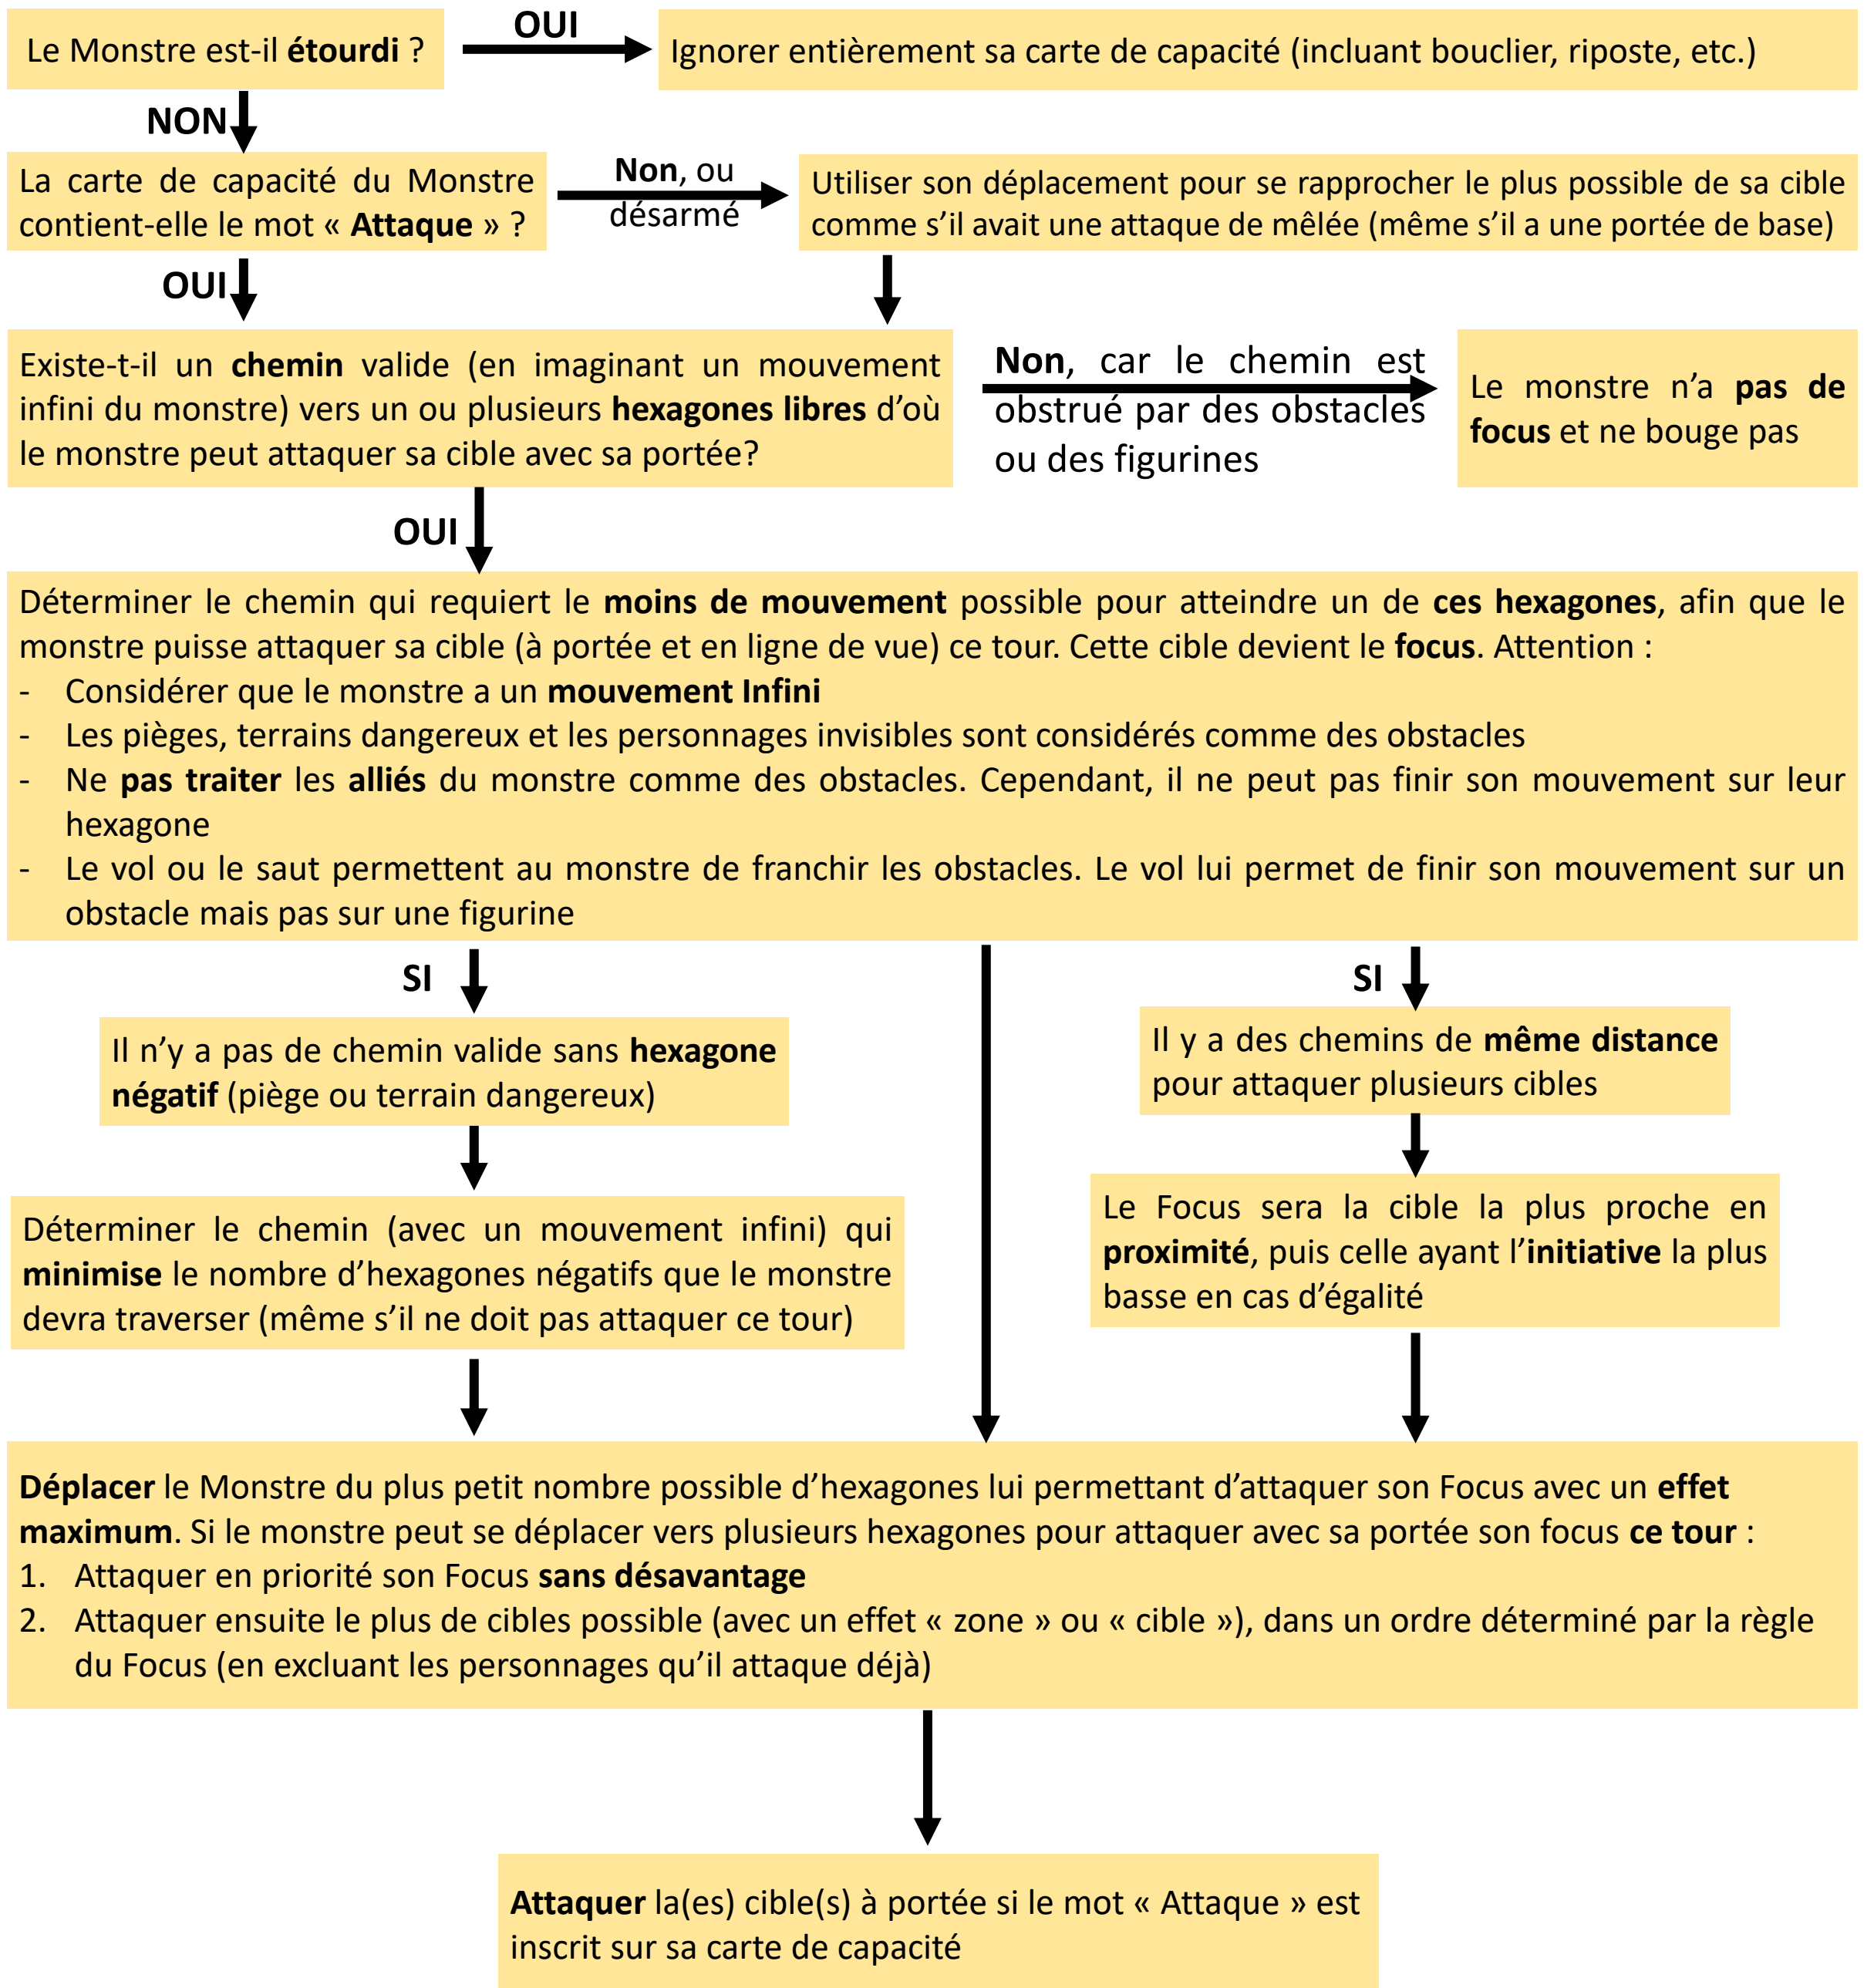 Le Monstre est-il étourdi ?
OUI
Ignorer entièrement sa carte de capacité (incluant bouclier, riposte, etc.)
NON
La carte de capacité du Monstre
contient-elle le mot « Attaque » ?
Non, ou
désarmé
Utiliser son déplacement pour se rapprocher le plus possible de sa cible
comme s’il avait une attaque de mêlée (même s’il a une portée de base)
OUI
Existe-t-il un chemin valide (en imaginant un mouvement
infini du monstre) vers un ou plusieurs hexagones libres d’où
le monstre peut attaquer sa cible avec sa portée?
Non, car le chemin est
obstrué par des obstacles
ou des figurines
Le monstre n’a pas de
focus et ne bouge pas
OUI
Déterminer le chemin qui requiert le moins de mouvement possible pour atteindre un de ces hexagones, afin que le
monstre puisse attaquer sa cible (à portée et en ligne de vue) ce tour. Cette cible devient le focus. Attention :
- Considérer que le monstre a un mouvement Infini
- Les pièges, terrains dangereux et les personnages invisibles sont considérés comme des obstacles
- Ne pas traiter les alliés du monstre comme des obstacles. Cependant, il ne peut pas finir son mouvement sur leur
hexagone
- Le vol ou le saut permettent au monstre de franchir les obstacles. Le vol lui permet de finir son mouvement sur un
obstacle mais pas sur une figurine
SI
Il n’y a pas de chemin valide sans hexagone
négatif (piège ou terrain dangereux)
Déterminer le chemin (avec un mouvement infini) qui
minimise le nombre d’hexagones négatifs que le monstre
devra traverser (même s’il ne doit pas attaquer ce tour)
SI
Il y a des chemins de même distance
pour attaquer plusieurs cibles
Le Focus sera la cible la plus proche en
proximité, puis celle ayant l’initiative la plus
basse en cas d’égalité
Déplacer le Monstre du plus petit nombre possible d’hexagones lui permettant d’attaquer son Focus avec un effet
maximum. Si le monstre peut se déplacer vers plusieurs hexagones pour attaquer avec sa portée son focus ce tour :
1. Attaquer en priorité son Focus sans désavantage
2. Attaquer ensuite le plus de cibles possible (avec un effet « zone » ou « cible »), dans un ordre déterminé par la règle
du Focus (en excluant les personnages qu’il attaque déjà)
Attaquer la(es) cible(s) à portée si le mot « Attaque » est
inscrit sur sa carte de capacité